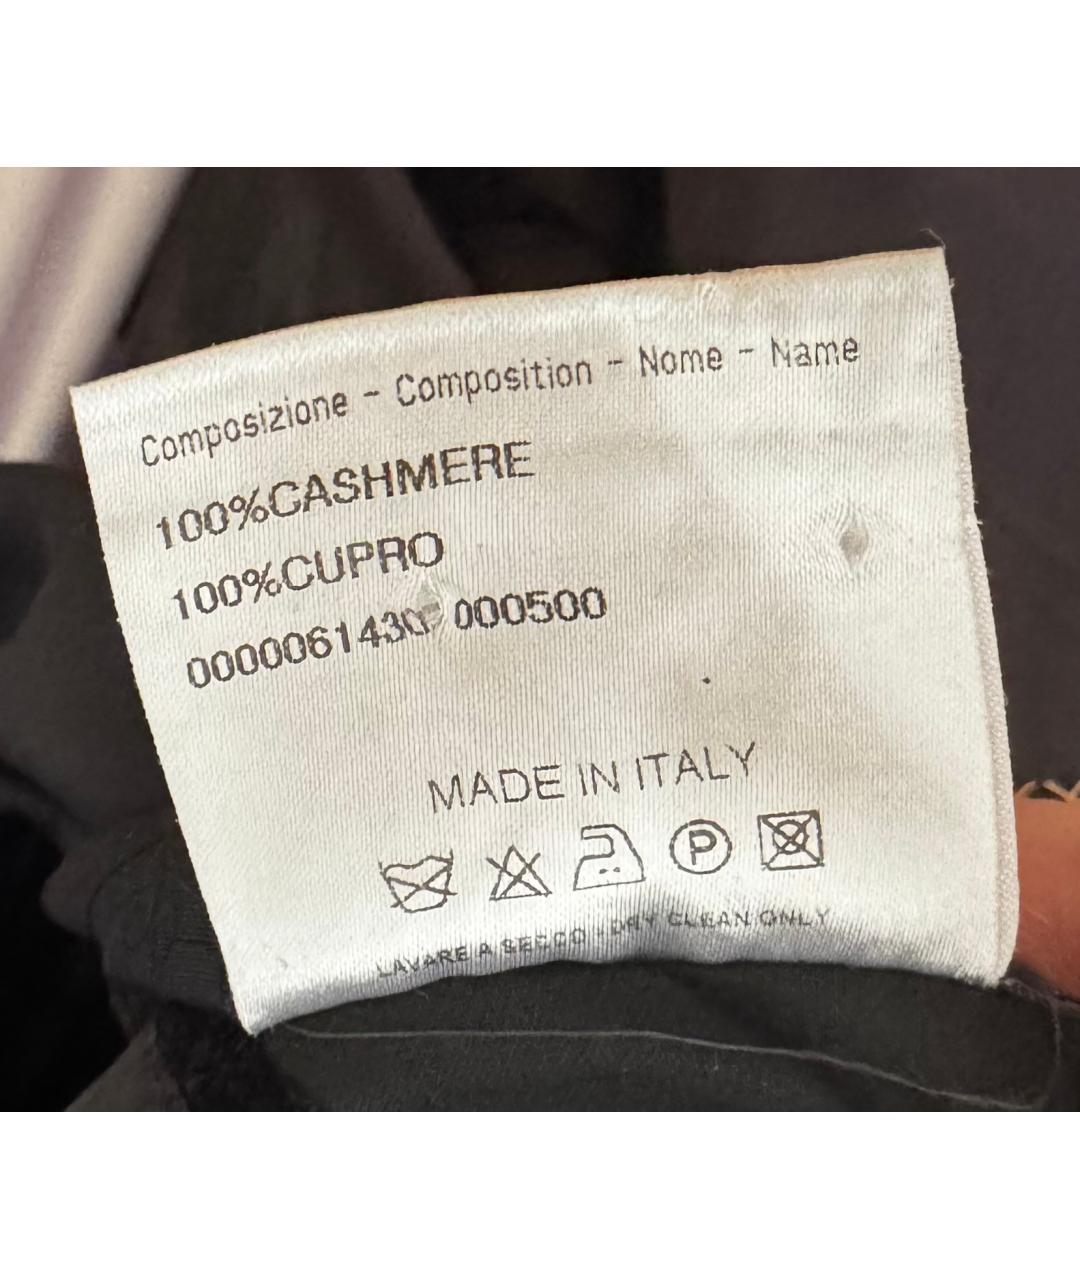 Composizione - Composition - Nome - Name
100%CASHMERE
100%CUPRO
0000061430 000500
MADE IN ITALY
P
LAVARE A SECCO - DRY CLEAN ONLY